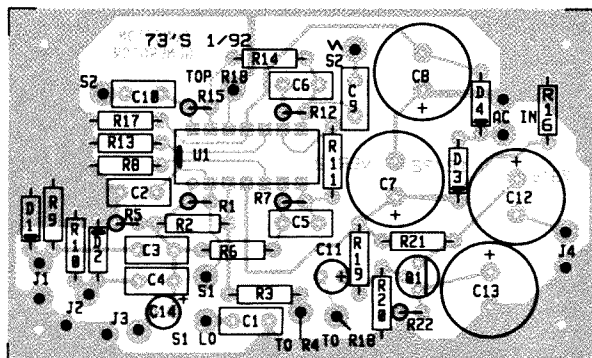 73'S 1/92
R14
S2
C8
S2
TOP R18
C10
R15
C6
C9
D4
AC IN
R16
R17
R12
R13
U1
R11
R8
C7
D3
C12
C2
R1
R7
D1
R9
R5
R2
C5
R10
D2
C3
R6
C11
R19
R21
J4
J1
C4
S1
Q1
C13
J2
R3
R20
C14
J3
S1 LO
C1
TO R4
TO R18
R22